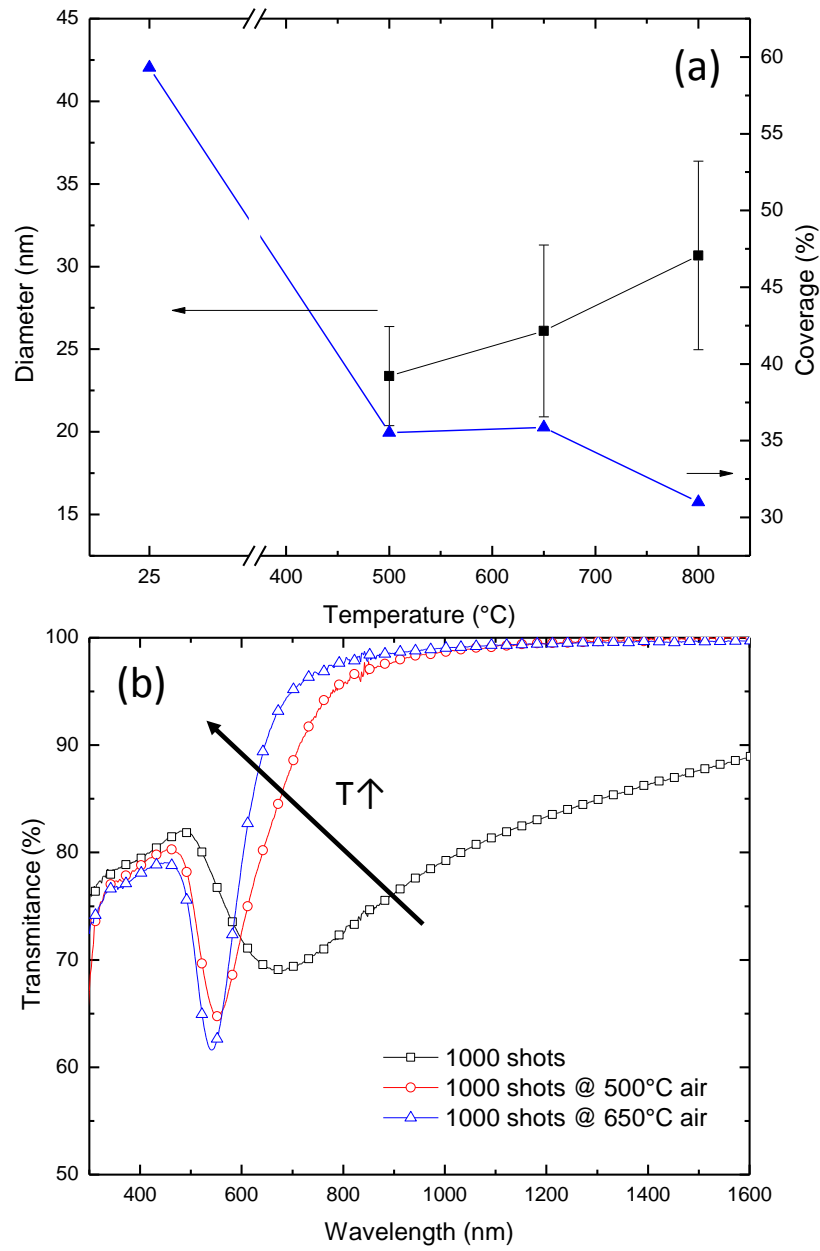 (a)
45
40
35
30
25
20
15
Diameter (nm)
60
55
50
45
40
35
30
Coverage (%)
25 400 500 600 700 800
Temperature (°C)
(b)
100
90
80
70
60
50
Transmitance (%)
T↑
1000 shots
1000 shots @ 500°C air
1000 shots @ 650°C air
400 600 800 1000 1200 1400 1600
Wavelength (nm)